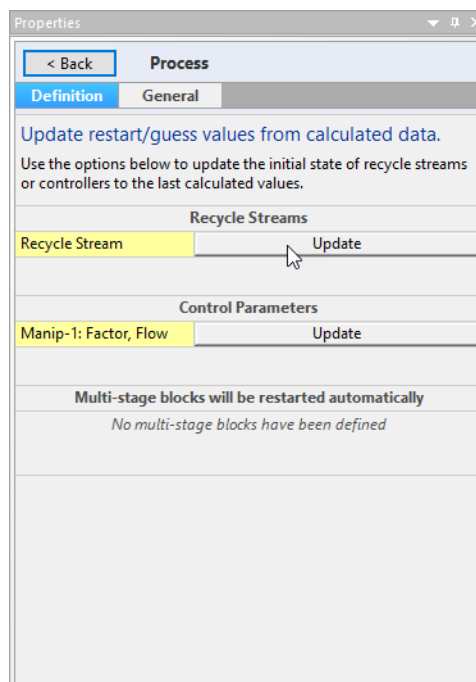 Properties
< Back Process
Definition General
Update restart/guess values from calculated data.
Use the options below to update the initial state of recycle streams
or controllers to the last calculated values.
Recycle Streams
Recycle Stream Update
Control Parameters
Manip-1: Factor, Flow Update
Multi-stage blocks will be restarted automatically
No multi-stage blocks have been defined